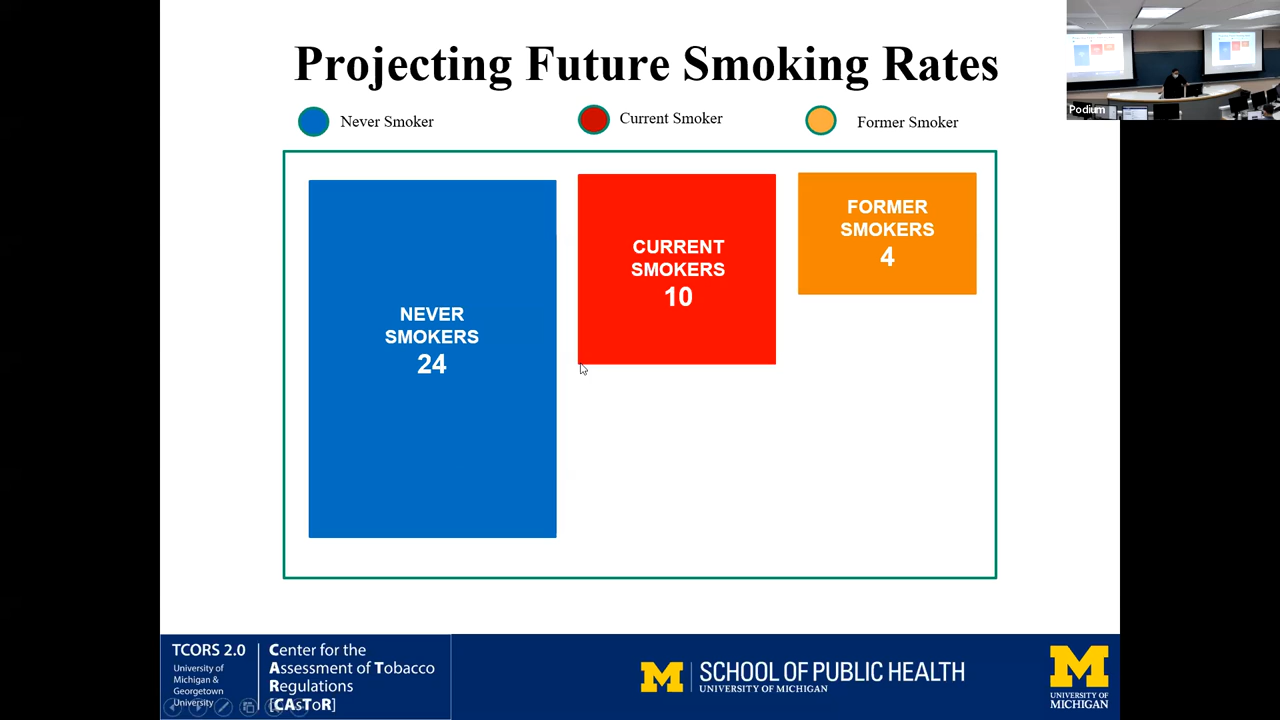 Projecting Future Smoking Rates
Never Smoker
Current Smoker
Former Smoker
NEVER
SMOKERS
24
CURRENT
SMOKERS
10
FORMER
SMOKERS
4
Podium
TCORS 2.0
University of
Michigan &
Georgetown
University
Center for the
Assessment of Tobacco
Regulations
[CAsToR]
M
SCHOOL OF PUBLIC HEALTH
UNIVERSITY OF MICHIGAN
M
UNIVERSITY OF
MICHIGAN